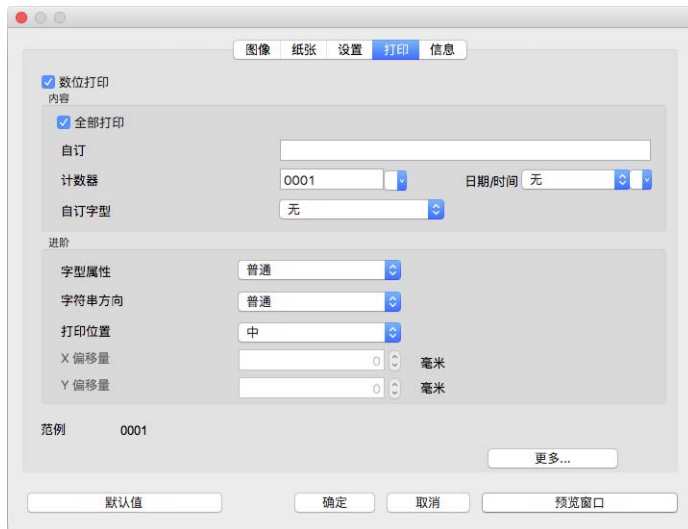 图像 纸张 设置 打印 信息
数位打印
内容
全部打印
自订
计数器 0001 日期/时间 无
自订字型 无
进阶
字型属性 普通
字符串方向 普通
打印位置 中
X 偏移量 0 毫米
Y 偏移量 0 毫米
范例 0001
更多...
默认值 确定 取消 预览窗口